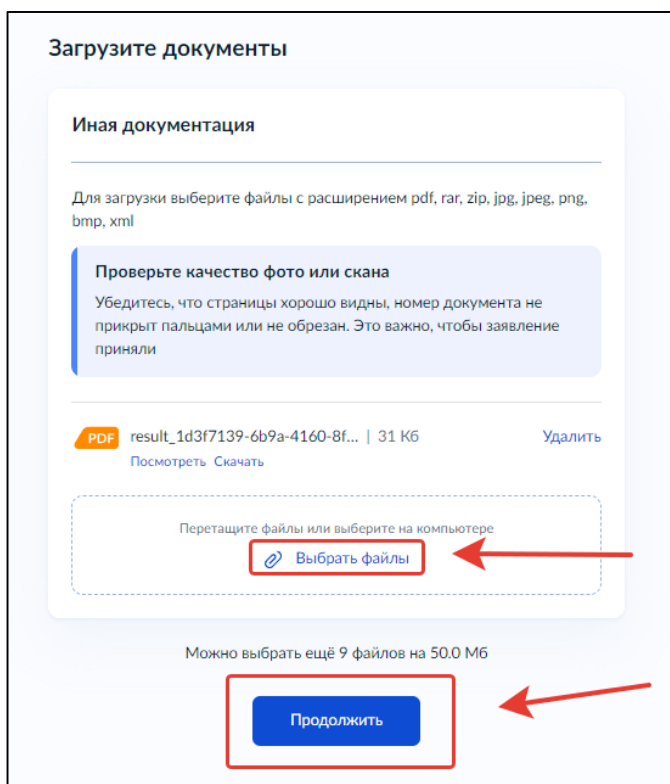 Загрузите документы
Иная документация
Для загрузки выберите файлы с расширением pdf, rar, zip, jpg, jpeg, png,
bmp, xml
Проверьте качество фото или скана
Убедитесь, что страницы хорошо видны, номер документа не
прикрыт пальцами или не обрезан. Это важно, чтобы заявление
приняли
PDF result_1d3f7139-6b9a-4160-8f... | 31 Кб Удалить
Посмотреть Скачать
Перетащите файлы или выберите на компьютере
Выбрать файлы
Можно выбрать ещё 9 файлов на 50.0 Мб
Продолжить